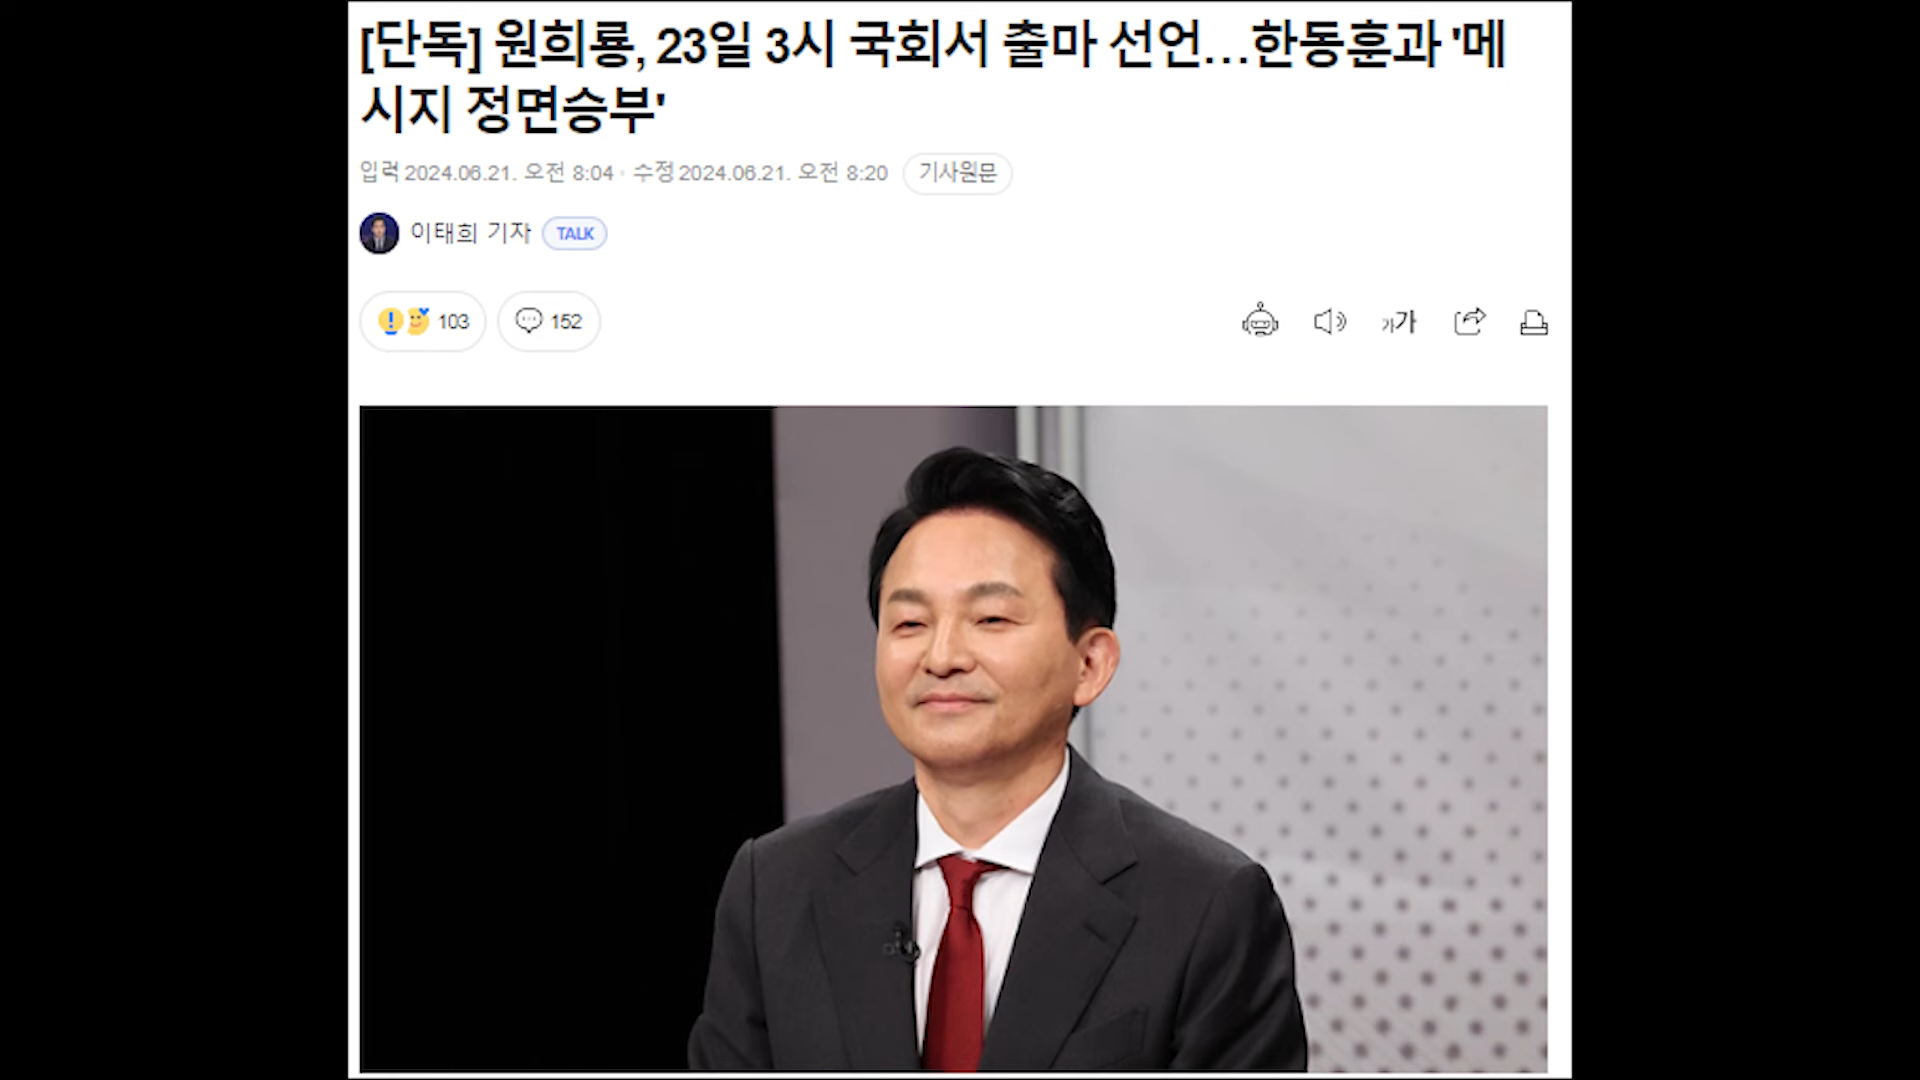 [단독] 원희룡, 23일 3시 국회서 출마 선언…한동훈과 '메
시지 정면승부'
입력 2024.06.21. 오전 8:04 · 수정 2024.06.21. 오전 8:20 기사원문
이태희 기자 TALK
103 152 가가